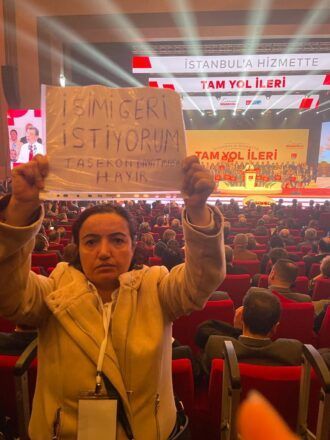 İSTANBUL'A HİZMETTE
TAM YOL İLERİ
TAM YOL İLERİ
İŞİMİ GERİ
İSTİYORUM
TAŞERON
HAYIR